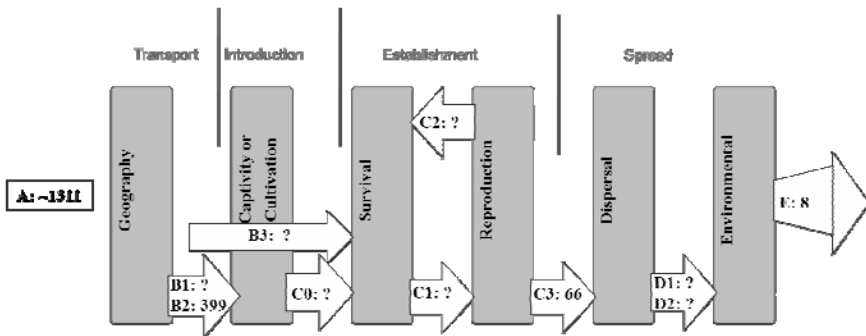 Transport
Introduction
Establishment
Spread
A: ~1311
Geography
Captivity or
Cultivation
Survival
Reproduction
Dispersal
Environmental
B3: ?
B1: ?
B2: 399
C0: ?
C2: ?
C1: ?
C3: 66
D1: ?
D2: ?
E: 8